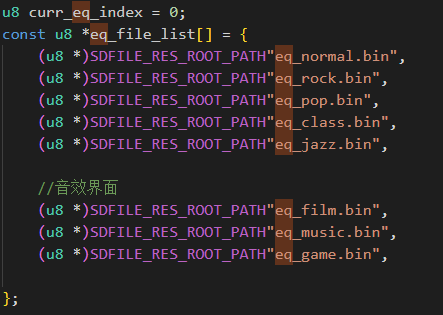 u8 curr_eq_index = 0;
const u8 *eq_file_list[] = {
    (u8 *)SDFILE_RES_ROOT_PATH"eq_normal.bin",
    (u8 *)SDFILE_RES_ROOT_PATH"eq_rock.bin",
    (u8 *)SDFILE_RES_ROOT_PATH"eq_pop.bin",
    (u8 *)SDFILE_RES_ROOT_PATH"eq_class.bin",
    (u8 *)SDFILE_RES_ROOT_PATH"eq_jazz.bin",
    //音效界面
    (u8 *)SDFILE_RES_ROOT_PATH"eq_film.bin",
    (u8 *)SDFILE_RES_ROOT_PATH"eq_music.bin",
    (u8 *)SDFILE_RES_ROOT_PATH"eq_game.bin",
};